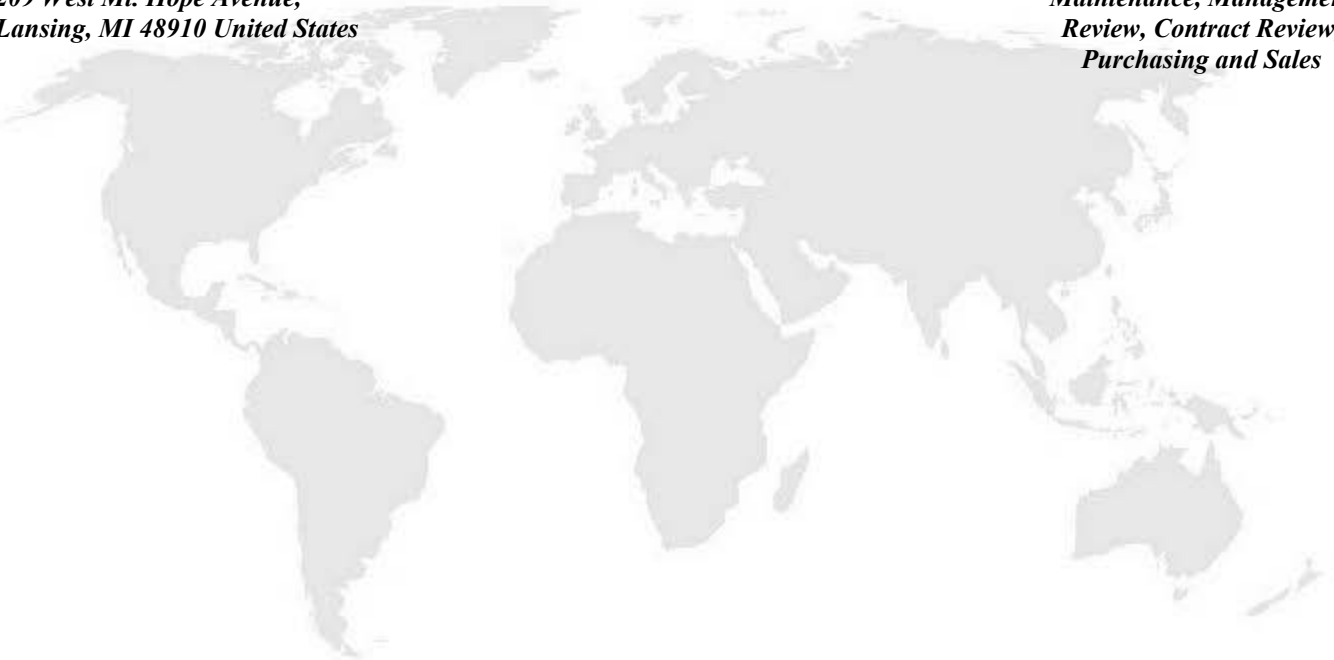 209 West Mt. Hope Avenue,
Lansing, MI 48910 United States
Maintenance, Managemen
Review, Contract Review
Purchasing and Sales